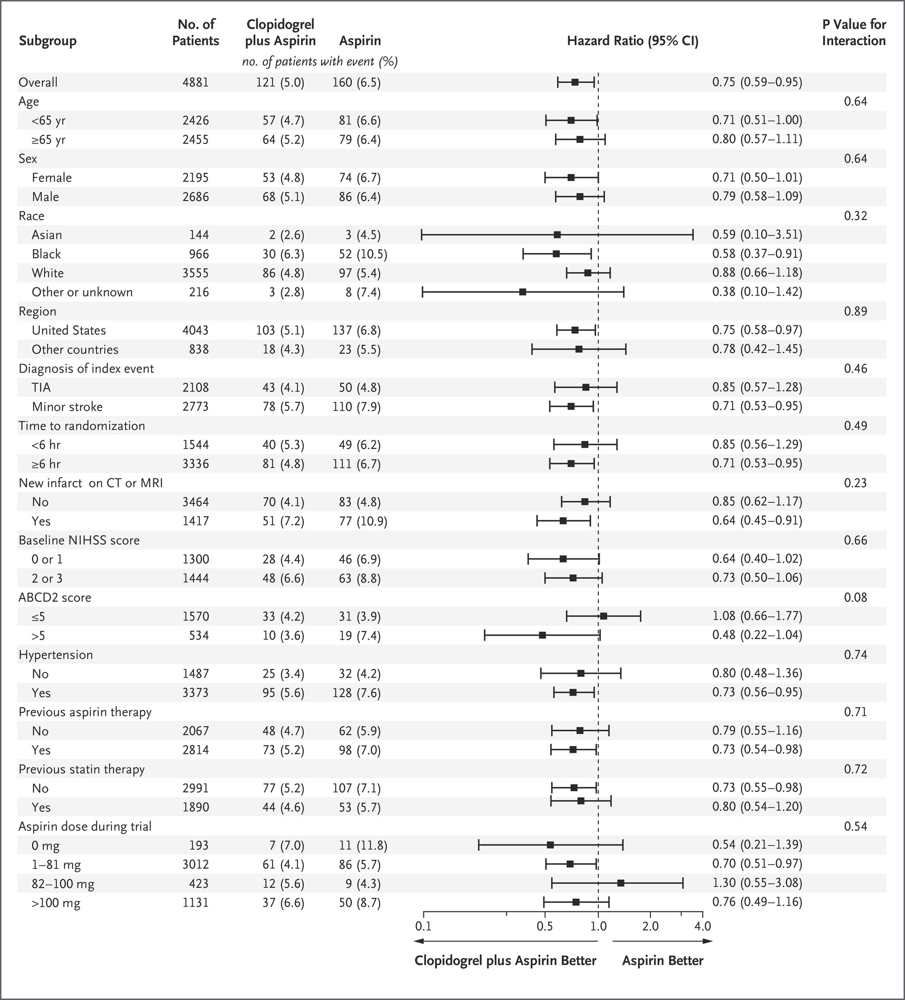 Subgroup No. of Patients Clopidogrel plus Aspirin Aspirin Hazard Ratio (95% CI) P Value for Interaction
no. of patients with event (%)
Overall 4881 121 (5.0) 160 (6.5) 0.75 (0.59–0.95)
Age 0.64
<65 yr 2426 57 (4.7) 81 (6.6) 0.71 (0.51–1.00)
≥65 yr 2455 64 (5.2) 79 (6.4) 0.80 (0.57–1.11)
Sex 0.64
Female 2195 53 (4.8) 74 (6.7) 0.71 (0.50–1.01)
Male 2686 68 (5.1) 86 (6.4) 0.79 (0.58–1.09)
Race 0.32
Asian 144 2 (2.6) 3 (4.5) 0.59 (0.10–3.51)
Black 966 30 (6.3) 52 (10.5) 0.58 (0.37–0.91)
White 3555 86 (4.8) 97 (5.4) 0.88 (0.66–1.18)
Other or unknown 216 3 (2.8) 8 (7.4) 0.38 (0.10–1.42)
Region 0.89
United States 4043 103 (5.1) 137 (6.8) 0.75 (0.58–0.97)
Other countries 838 18 (4.3) 23 (5.5) 0.78 (0.42–1.45)
Diagnosis of index event 0.46
TIA 2108 43 (4.1) 50 (4.8) 0.85 (0.57–1.28)
Minor stroke 2773 78 (5.7) 110 (7.9) 0.71 (0.53–0.95)
Time to randomization 0.49
<6 hr 1544 40 (5.3) 49 (6.2) 0.85 (0.56–1.29)
≥6 hr 3336 81 (4.8) 111 (6.7) 0.71 (0.53–0.95)
New infarct on CT or MRI 0.23
No 3464 70 (4.1) 83 (4.8) 0.85 (0.62–1.17)
Yes 1417 51 (7.2) 77 (10.9) 0.64 (0.45–0.91)
Baseline NIHSS score 0.66
0 or 1 1300 28 (4.4) 46 (6.9) 0.64 (0.40–1.02)
2 or 3 1444 48 (6.6) 63 (8.8) 0.73 (0.50–1.06)
ABCD2 score 0.08
≤5 1570 33 (4.2) 31 (3.9) 1.08 (0.66–1.77)
>5 534 10 (3.6) 19 (7.4) 0.48 (0.22–1.04)
Hypertension 0.74
No 1487 25 (3.4) 32 (4.2) 0.80 (0.48–1.36)
Yes 3373 95 (5.6) 128 (7.6) 0.73 (0.56–0.95)
Previous aspirin therapy 0.71
No 2067 48 (4.7) 62 (5.9) 0.79 (0.55–1.16)
Yes 2814 73 (5.2) 98 (7.0) 0.73 (0.54–0.98)
Previous statin therapy 0.72
No 2991 77 (5.2) 107 (7.1) 0.73 (0.55–0.98)
Yes 1890 44 (4.6) 53 (5.7) 0.80 (0.54–1.20)
Aspirin dose during trial 0.54
0 mg 193 7 (7.0) 11 (11.8) 0.54 (0.21–1.39)
1–81 mg 3012 61 (4.1) 86 (5.7) 0.70 (0.51–0.97)
82–100 mg 423 12 (5.6) 9 (4.3) 1.30 (0.55–3.08)
>100 mg 1131 37 (6.6) 50 (8.7) 0.76 (0.49–1.16)
0.1 0.5 1.0 2.0 4.0
Clopidogrel plus Aspirin Better Aspirin Better